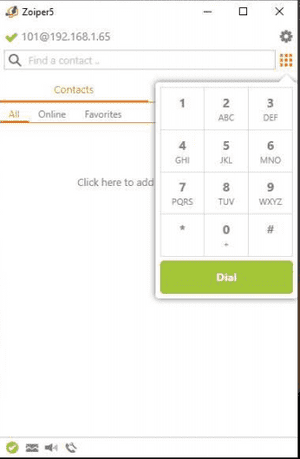 Zoiper5
101@192.168.1.65
Find a contact ..
Contacts
All Online Favorites
Click here to add
1 2 3
ABC DEF
4 5 6
GHI JKL MNO
7 8 9
PQRS TUV WXYZ
* 0 #
+
Dial